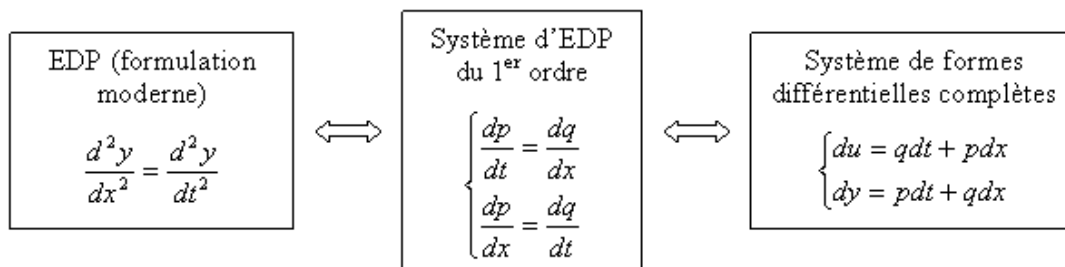 EDP (formulation
moderne)
d²y/dx² = d²y/dt²
Système d'EDP
du 1er ordre
dp/dt = dq/dx
dp/dx = dq/dt
Système de formes
différentielles complètes
du = qdt + pdx
dy = pdt + qdx